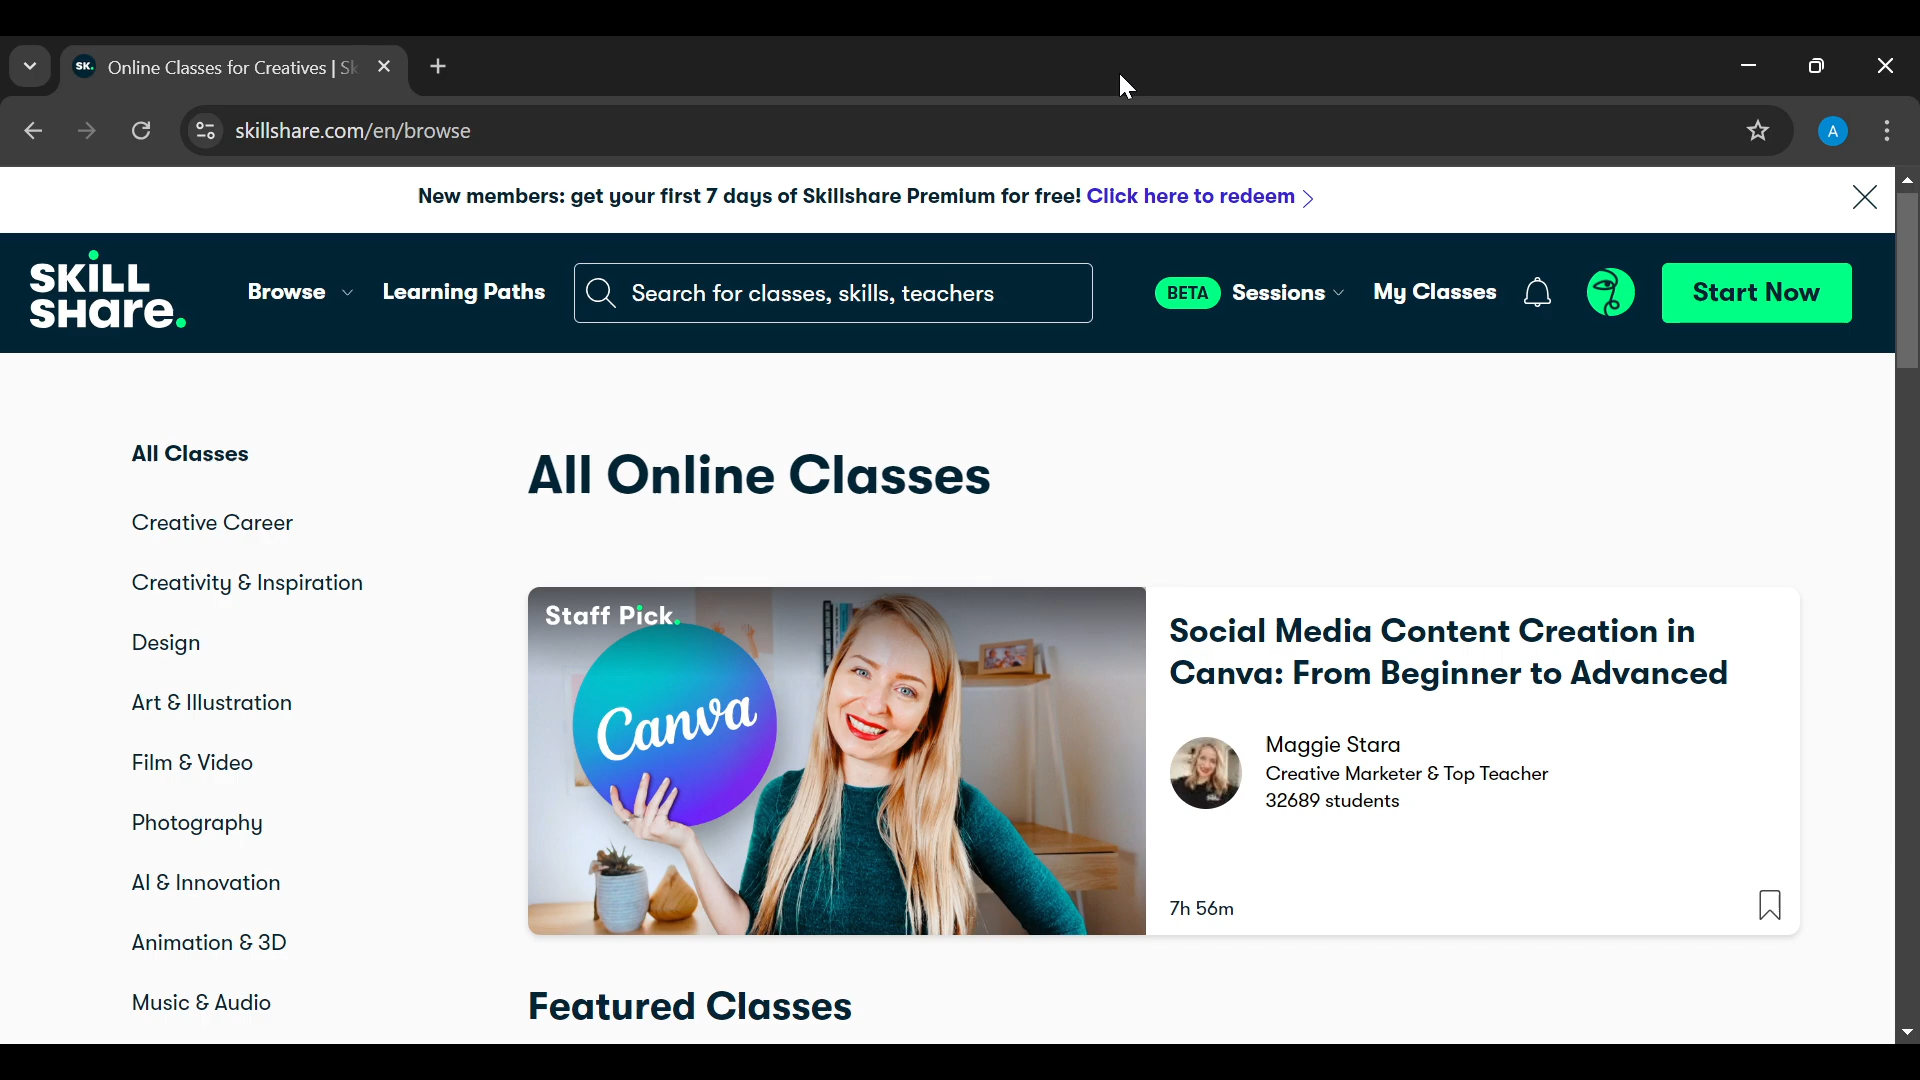 SK. Online Classes for Creatives | Sk
skillshare.com/en/browse
A
New members: get your first 7 days of Skillshare Premium for free! Click here to redeem
SKiLL
SHare.
Browse
Learning Paths
Search for classes, skills, teachers
BETA Sessions
My Classes
Start Now
All Classes
Creative Career
Creativity & Inspiration
Design
Art & Illustration
Film & Video
Photography
AI & Innovation
Animation & 3D
Music & Audio
All Online Classes
Staff Pick.
Canva
Social Media Content Creation in
Canva: From Beginner to Advanced
Maggie Stara
Creative Marketer & Top Teacher
32689 students
7h 56m
Featured Classes